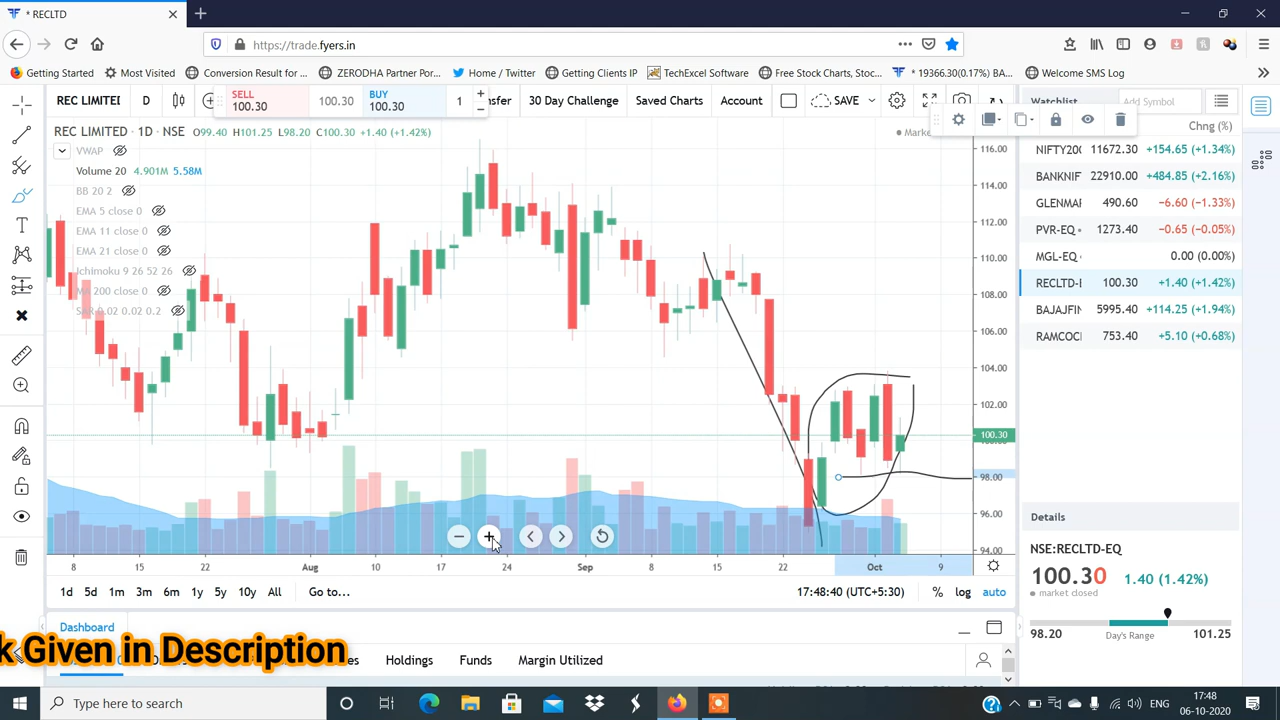 * RECLTD
https://trade.fyers.in
Getting Started
Most Visited
Conversion Result for ...
ZERODHA Partner Por...
Home / Twitter
Getting Clients IP
TechExcel Software
Free Stock Charts, Stoc...
* 19366.30(0.17%) BA...
Welcome SMS Log
REC LIMITE
D
SELL
100.30
100.30
BUY
100.30
1
30 Day Challenge
Saved Charts
Account
SAVE
Watchlist
Add Symbol
REC LIMITED · 1D · NSE O99.40 H101.25 L98.20 C100.30 +1.40 (+1.42%)
Chng (%)
VWAP
Volume 20 4.901M 5.58M
BB 20 2
EMA 5 close 0
EMA 11 close 0
EMA 21 close 0
Ichimoku 9 26 52 26
MA 200 close 0
SAR 0.02 0.02 0.2
116.00
114.00
112.00
110.00
108.00
106.00
104.00
102.00
100.30
98.00
96.00
94.00
8
15
22
Aug
10
17
24
Sep
8
15
22
Oct
9
NIFTY20 11672.30 +154.65 (+1.34%)
BANKNIF 22910.00 +484.85 (+2.16%)
GLENMA 490.60 -6.60 (-1.33%)
PVR-EQ 1273.40 -0.65 (-0.05%)
MGL-EQ 0.00 (0.00%)
RECLTD-E 100.30 +1.40 (+1.42%)
BAJAJFIN 5995.40 +114.25 (+1.94%)
RAMCOC 753.40 +5.10 (+0.68%)
1d 5d 1m 3m 6m 1y 5y 10y All
Go to...
17:48:40 (UTC+5:30)
% log auto
Details
NSE:RECLTD-EQ
100.30 1.40 (1.42%)
market closed
98.20
Day's Range
101.25
Dashboard
k Given in Description
Holdings
Funds
Margin Utilized
Type here to search
ENG
17:48
06-10-2020